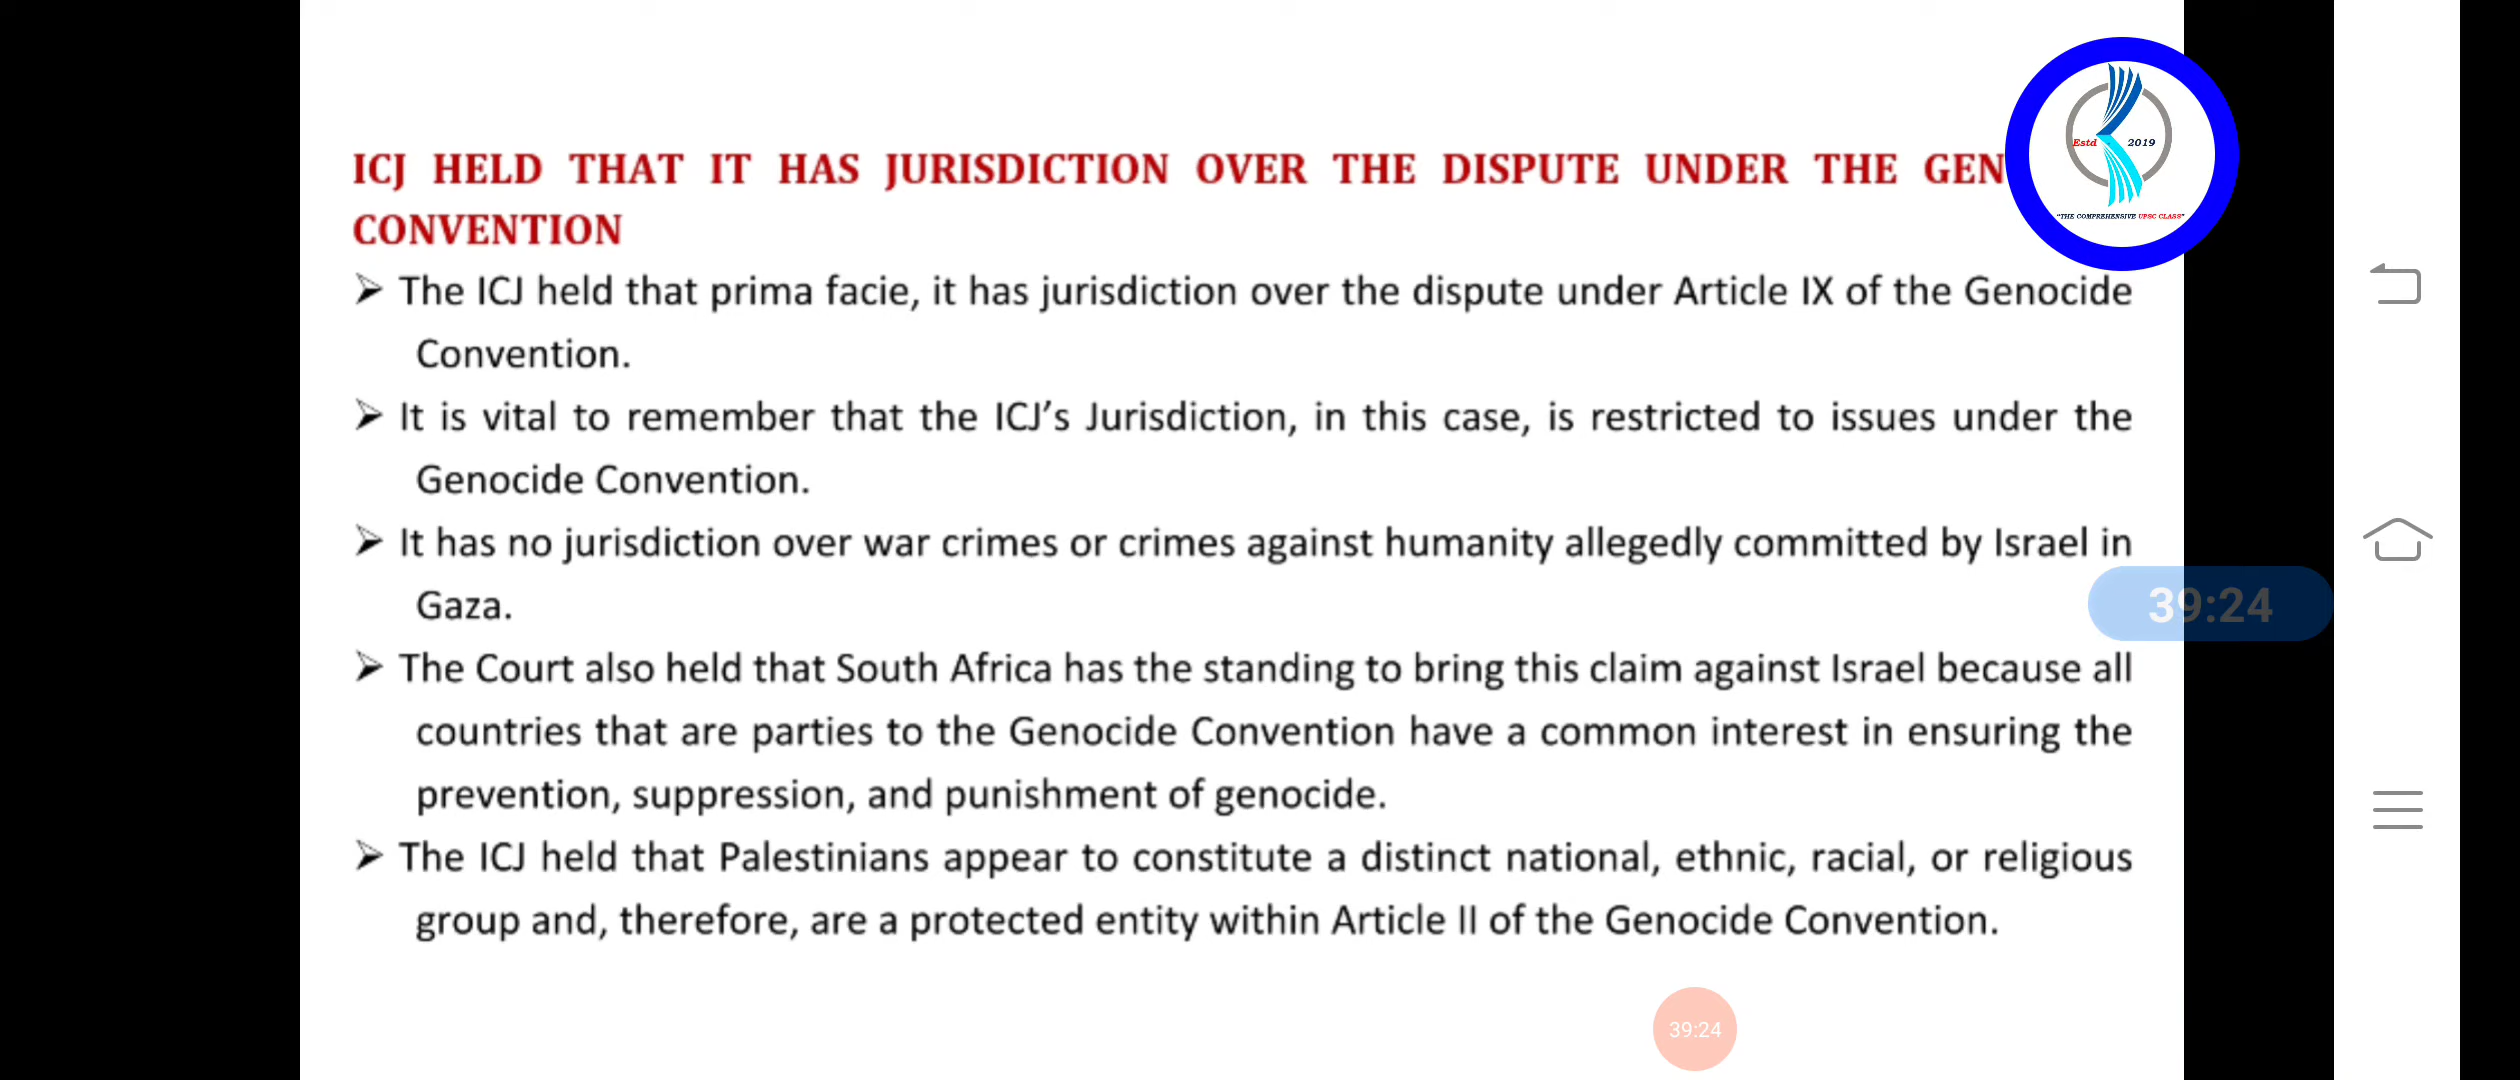 ICJ HELD THAT IT HAS JURISDICTION OVER THE DISPUTE UNDER THE GEN
CONVENTION
Estd 2019
"THE COMPREHENSIVE UPSC CLASS"
➢ The ICJ held that prima facie, it has jurisdiction over the dispute under Article IX of the Genocide
Convention.
➢ It is vital to remember that the ICJ's Jurisdiction, in this case, is restricted to issues under the
Genocide Convention.
➢ It has no jurisdiction over war crimes or crimes against humanity allegedly committed by Israel in
Gaza.
39:24
➢ The Court also held that South Africa has the standing to bring this claim against Israel because all
countries that are parties to the Genocide Convention have a common interest in ensuring the
prevention, suppression, and punishment of genocide.
➢ The ICJ held that Palestinians appear to constitute a distinct national, ethnic, racial, or religious
group and, therefore, are a protected entity within Article II of the Genocide Convention.
39:24